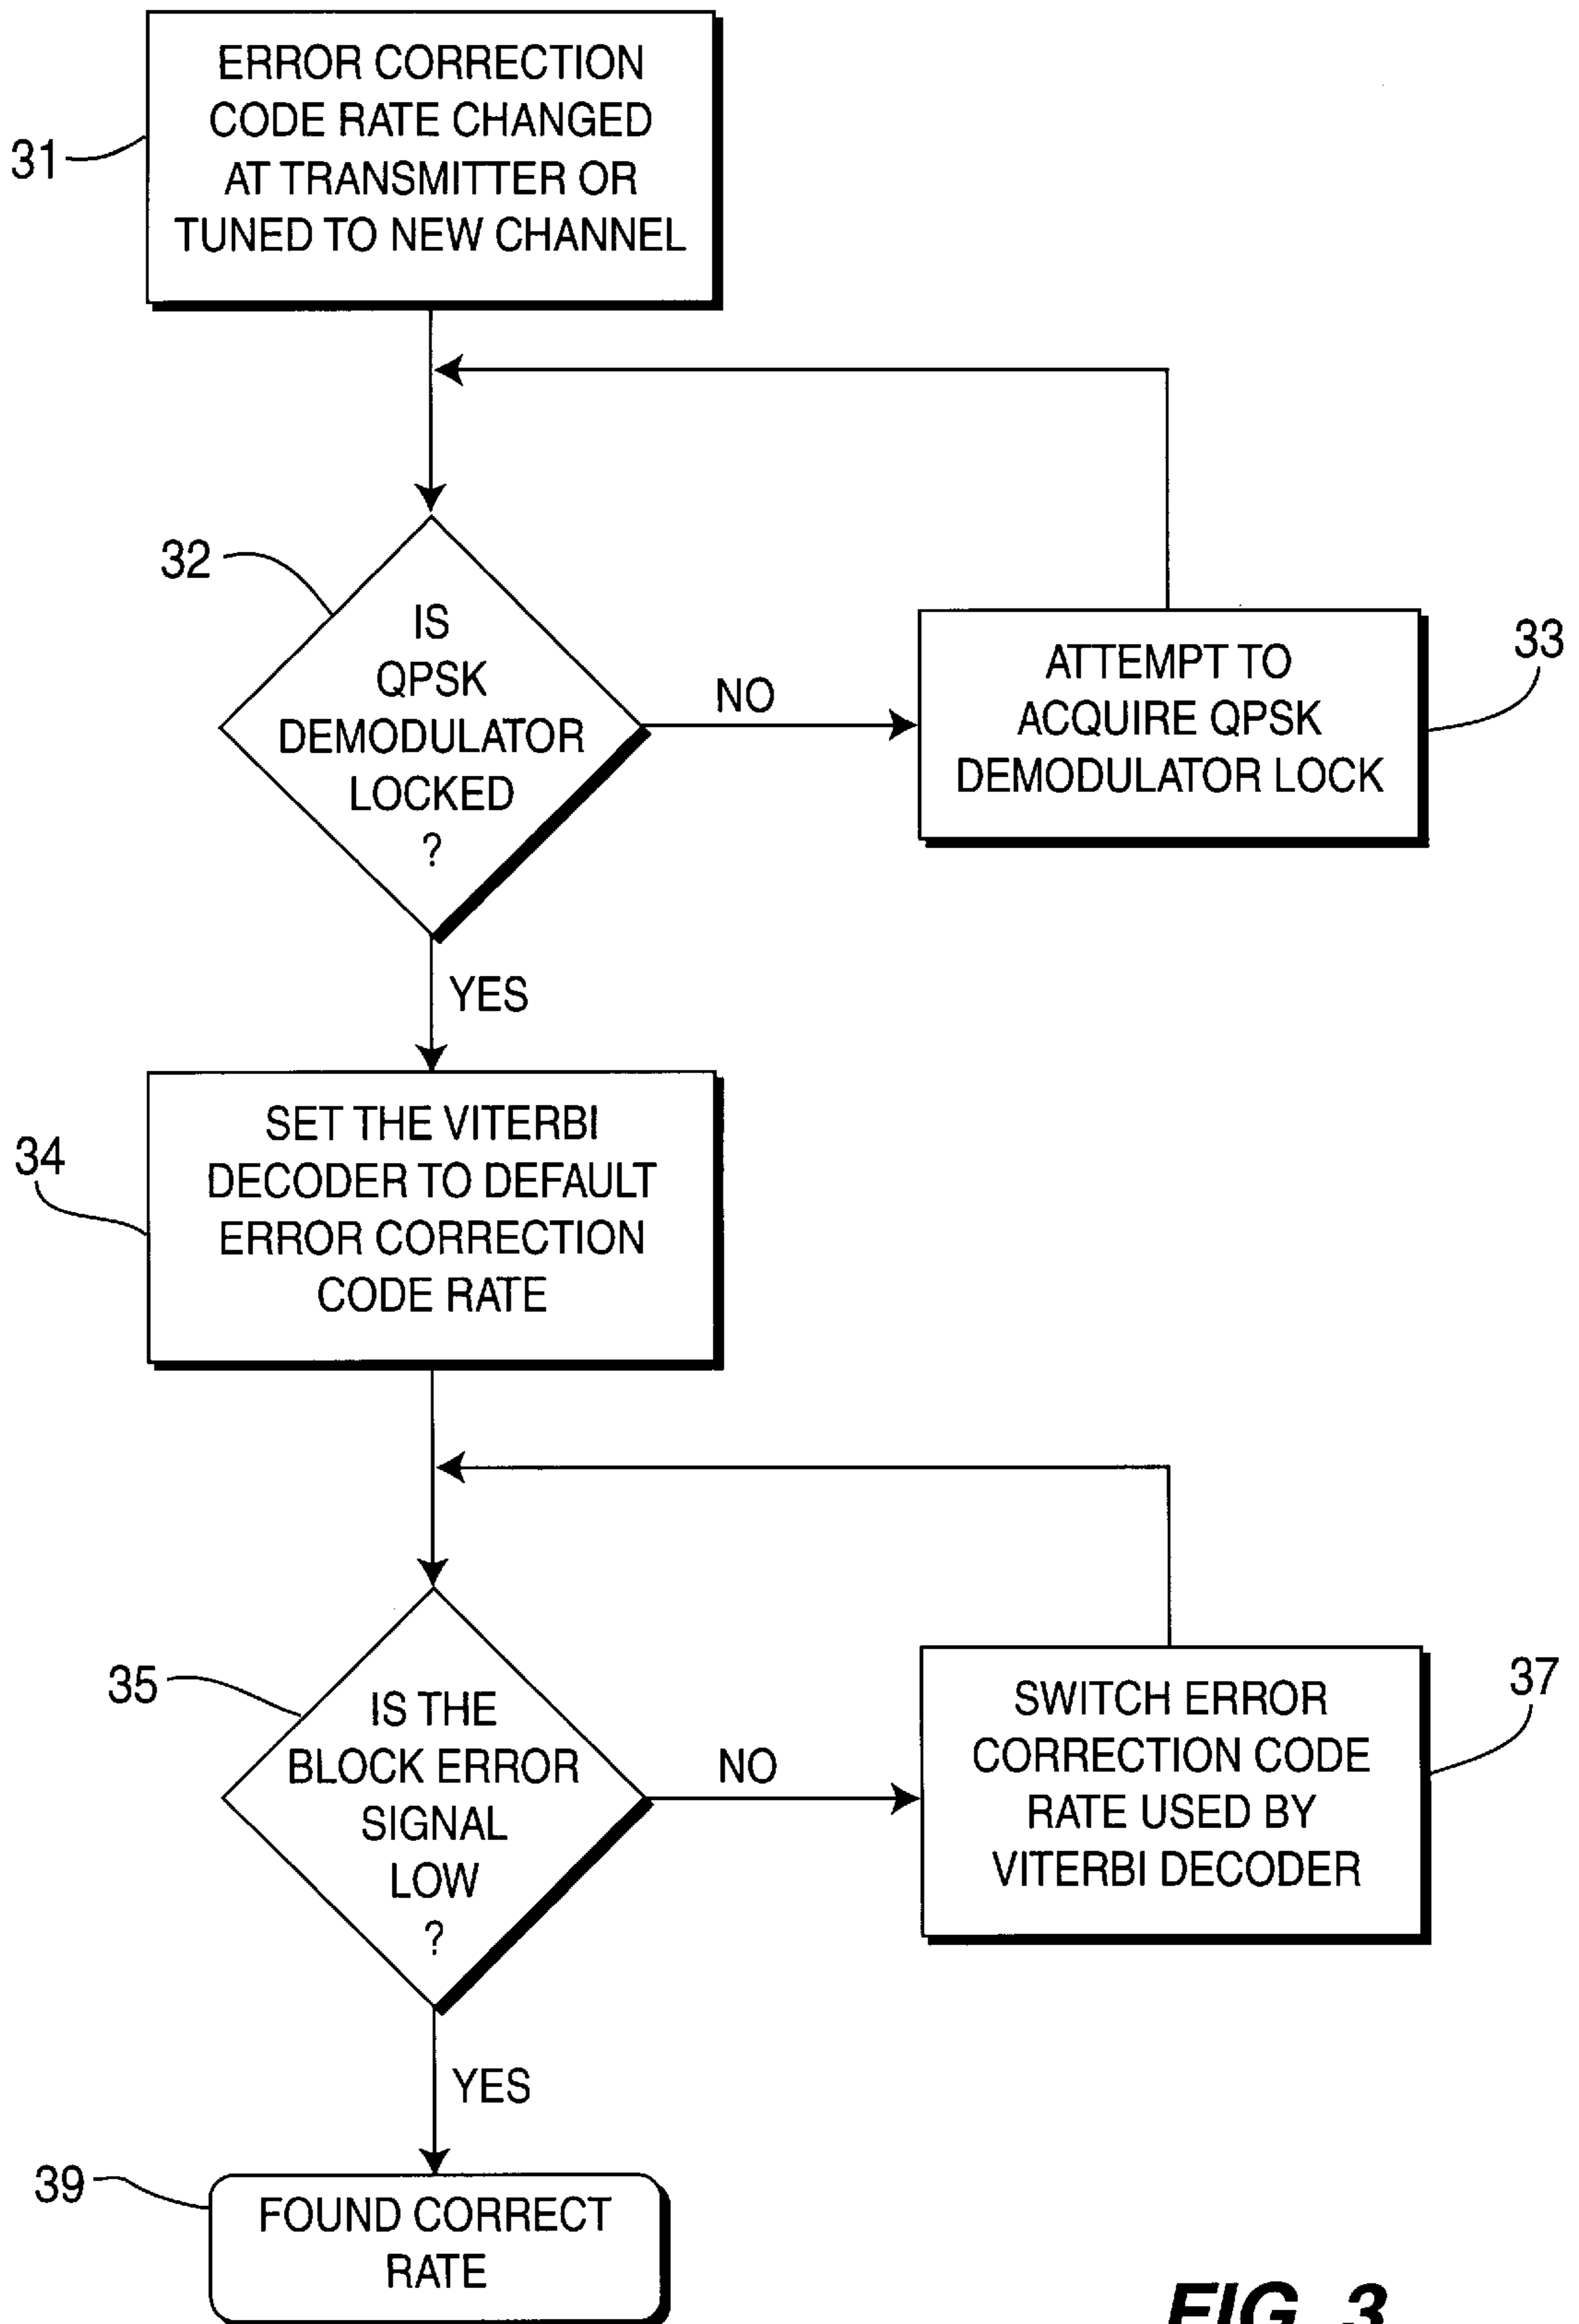 ERROR CORRECTION
CODE RATE CHANGED
AT TRANSMITTER OR
TUNED TO NEW CHANNEL
31
32
IS
QPSK
DEMODULATOR
LOCKED
?
NO
ATTEMPT TO
ACQUIRE QPSK
DEMODULATOR LOCK
33
YES
34
SET THE VITERBI
DECODER TO DEFAULT
ERROR CORRECTION
CODE RATE
35
IS THE
BLOCK ERROR
SIGNAL
LOW
?
NO
SWITCH ERROR
CORRECTION CODE
RATE USED BY
VITERBI DECODER
37
YES
39
FOUND CORRECT
RATE
FIG. 3